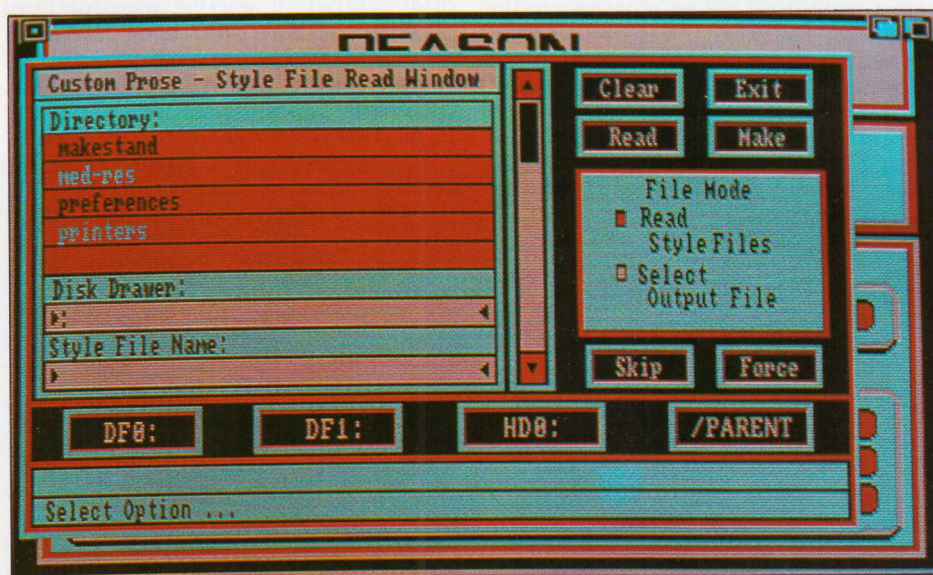 REASON
Custom Prose - Style File Read Window
Directory:
makestand
med-res
preferences
printers
Disk Drawer:
:
Style File Name:
Clear
Exit
Read
Make
File Mode
Read
Style Files
Select
Output File
Skip
Force
DF0:
DF1:
HD0:
/PARENT
Select Option ...